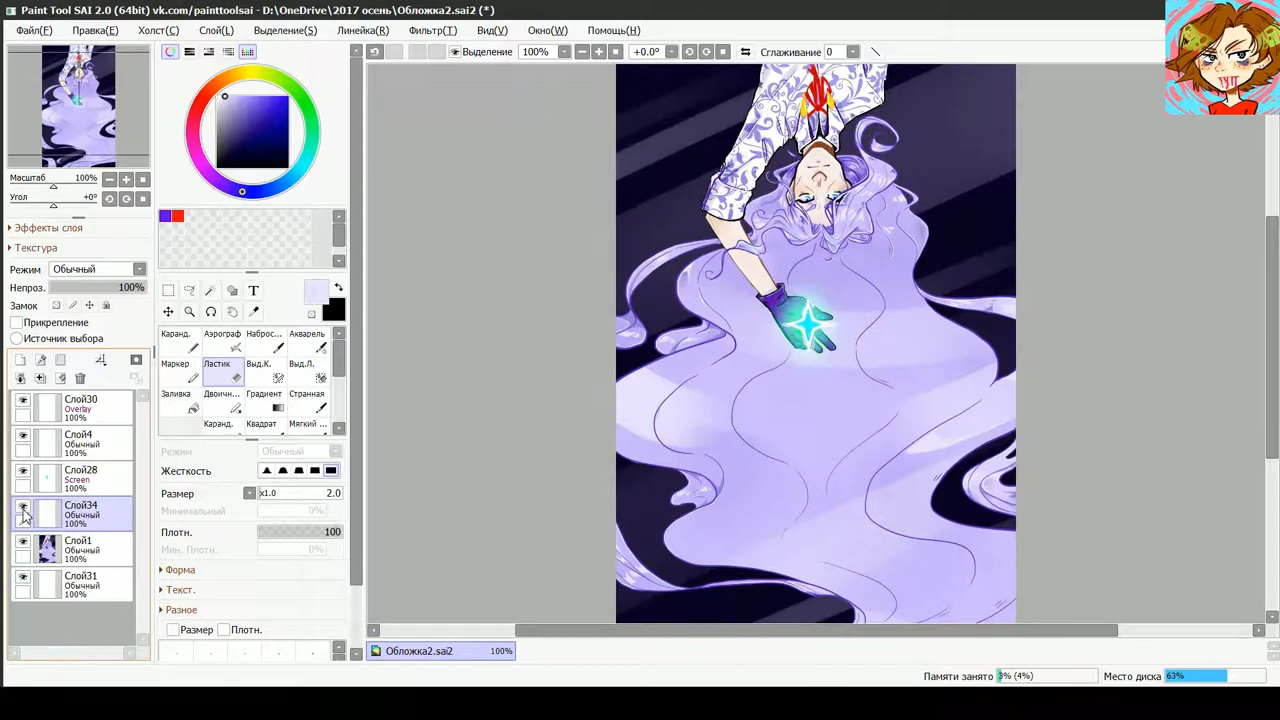 Paint Tool SAI 2.0 (64bit) vk.com/painttoolsai - D:\OneDrive\2017 осень\Обложка2.sai2 (*)
Файл(F) Правка(E) Холст(C) Слой(L) Выделение(S) Линейка(R) Фильтр(T) Вид(V) Окно(W) Помощь(H)
Выделение 100% +0.0° Сглаживание 0
Масштаб 100%
Угол +0°
Эффекты слоя
Текстура
Режим Обычный
Непроз. 100%
Замок
Прикрепление
Источник выбора
T
Каранд. Аэрограф Наброс... Акварель
Маркер Ластик Выд.К. Выд.Л.
Заливка Двоичн... Градиент Странная
Каранд. Квадрат Мягкий ...
Режим Обычный
Жесткость
Размер x1.0 2.0
Минимальный 0%
Плотн. 100
Мин. Плотн. 0%
Форма
Текст.
Разное
Размер Плотн.
Слой30
Overlay
100%
Слой4
Обычный
100%
Слой28
Screen
100%
Слой34
Обычный
100%
Слой1
Обычный
100%
Слой31
Обычный
100%
Обложка2.sai2 100%
Памяти занято 3% (4%) Место диска 63%